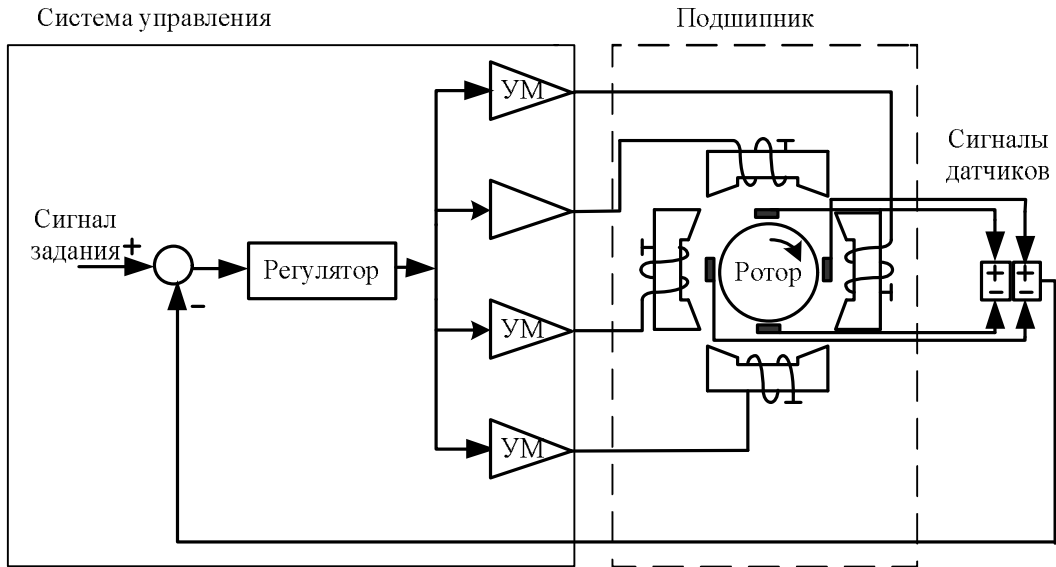 Система управления
Подшипник
УМ
Сигналы
датчиков
Сигнал
задания
+
Регулятор
Ротор
+ +
- -
-
УМ
УМ